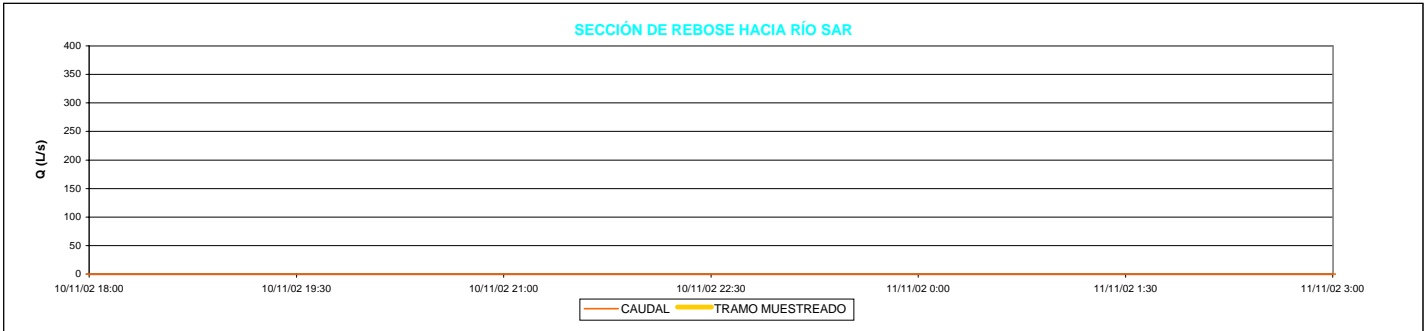 SECCIÓN DE REBOSE HACIA RÍO SAR
Q (L/s)
400
350
300
250
200
150
100
50
0
10/11/02 18:00 10/11/02 19:30 10/11/02 21:00 10/11/02 22:30 11/11/02 0:00 11/11/02 1:30 11/11/02 3:00
CAUDAL TRAMO MUESTREADO